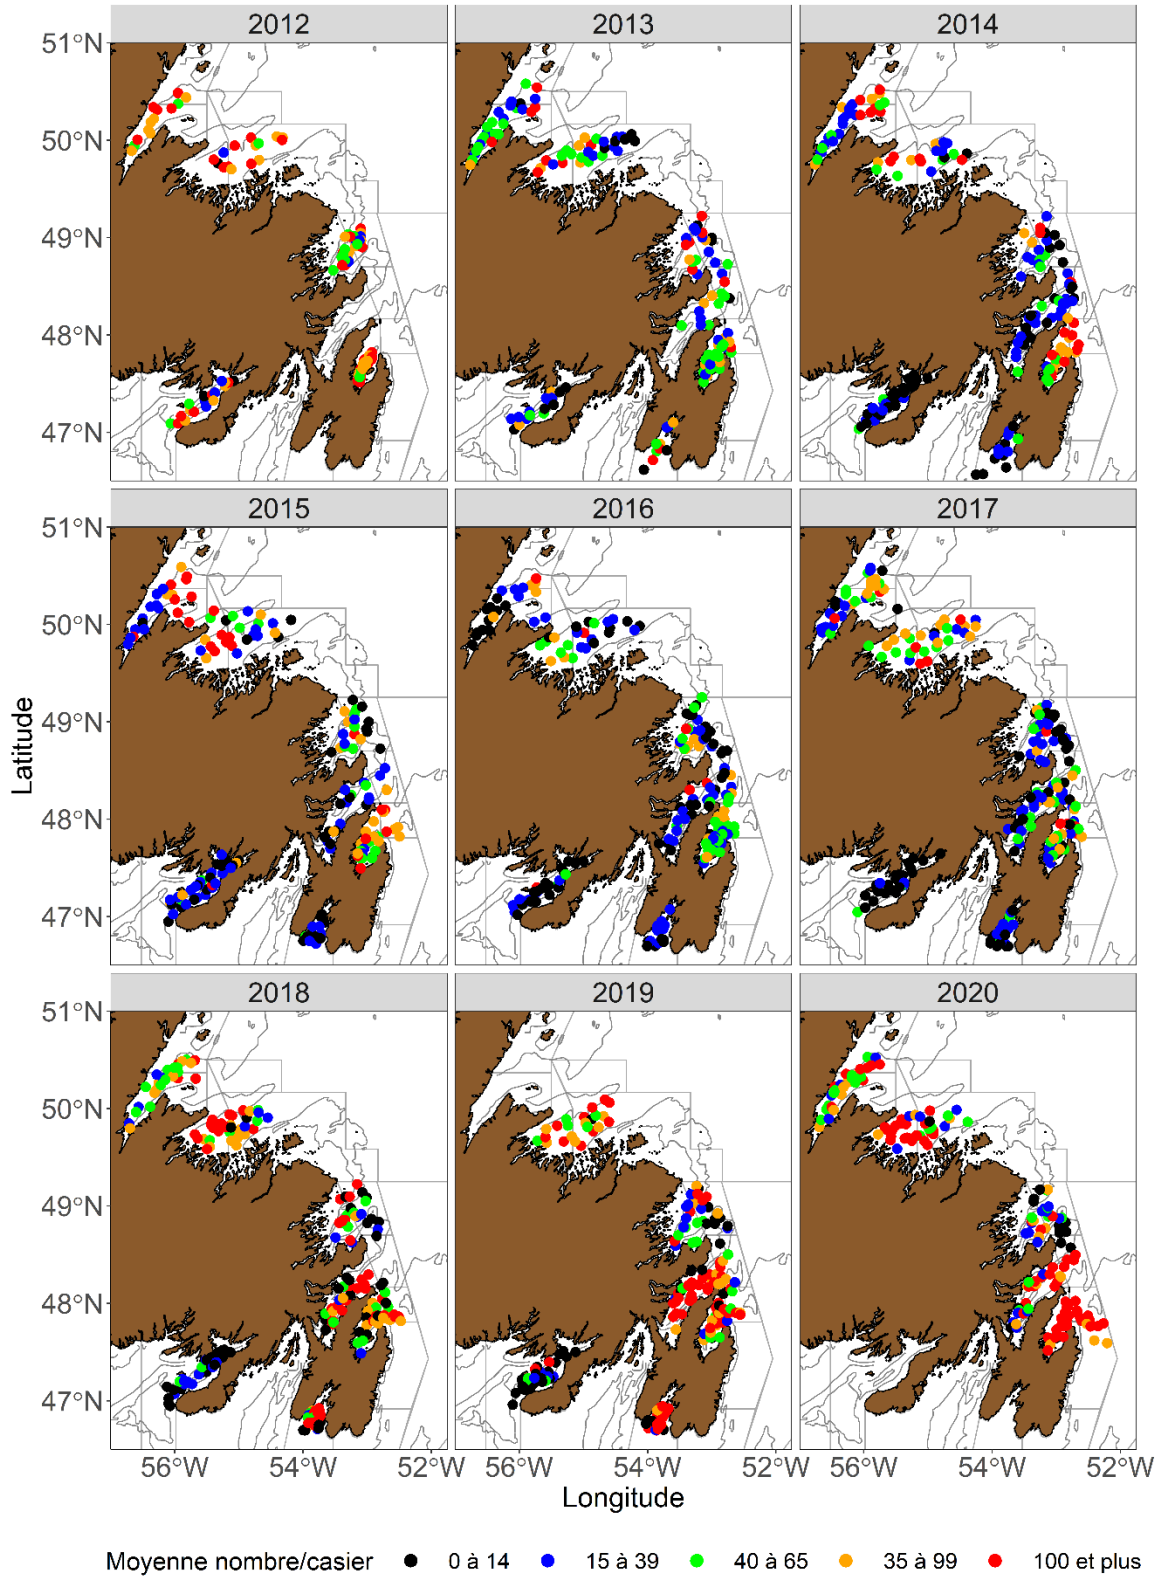 2012 2013 2014
51°N
50°N
49°N
48°N
47°N
2015 2016 2017
51°N
50°N
49°N
48°N
47°N
Latitude
2018 2019 2020
51°N
50°N
49°N
48°N
47°N
56°W 54°W 52°W 56°W 54°W 52°W 56°W 54°W 52°W
Longitude
Moyenne nombre/casier 0 à 14 15 à 39 40 à 65 35 à 99 100 et plus